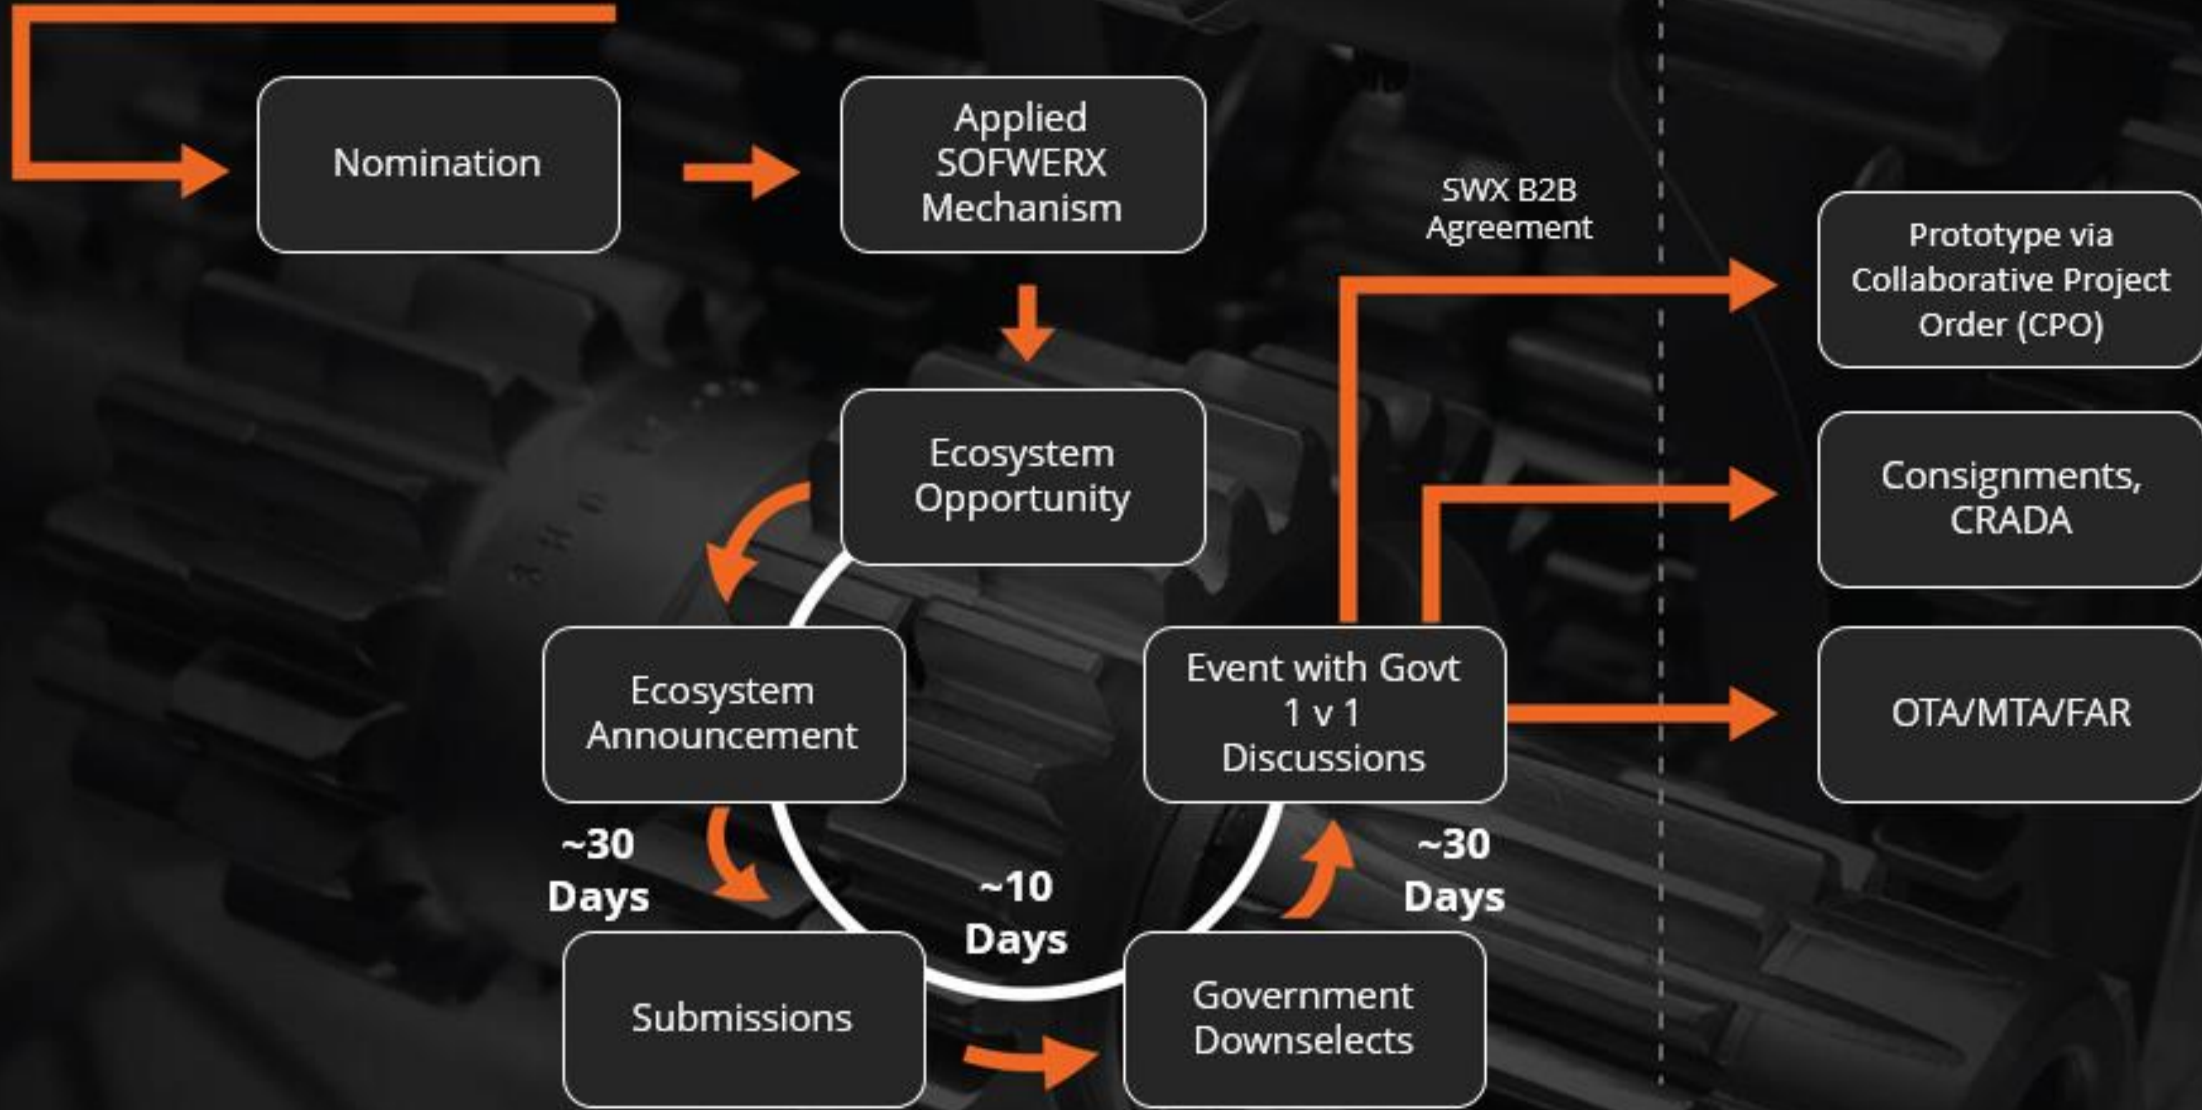 Nomination
Applied
SOFWERX
Mechanism
SWX B2B
Agreement
Prototype via
Collaborative Project
Order (CPO)
Ecosystem
Opportunity
Consignments,
CRADA
Ecosystem
Announcement
Event with Govt
1 v 1
Discussions
OTA/MTA/FAR
~30
Days
~10
Days
~30
Days
Submissions
Government
Downselects